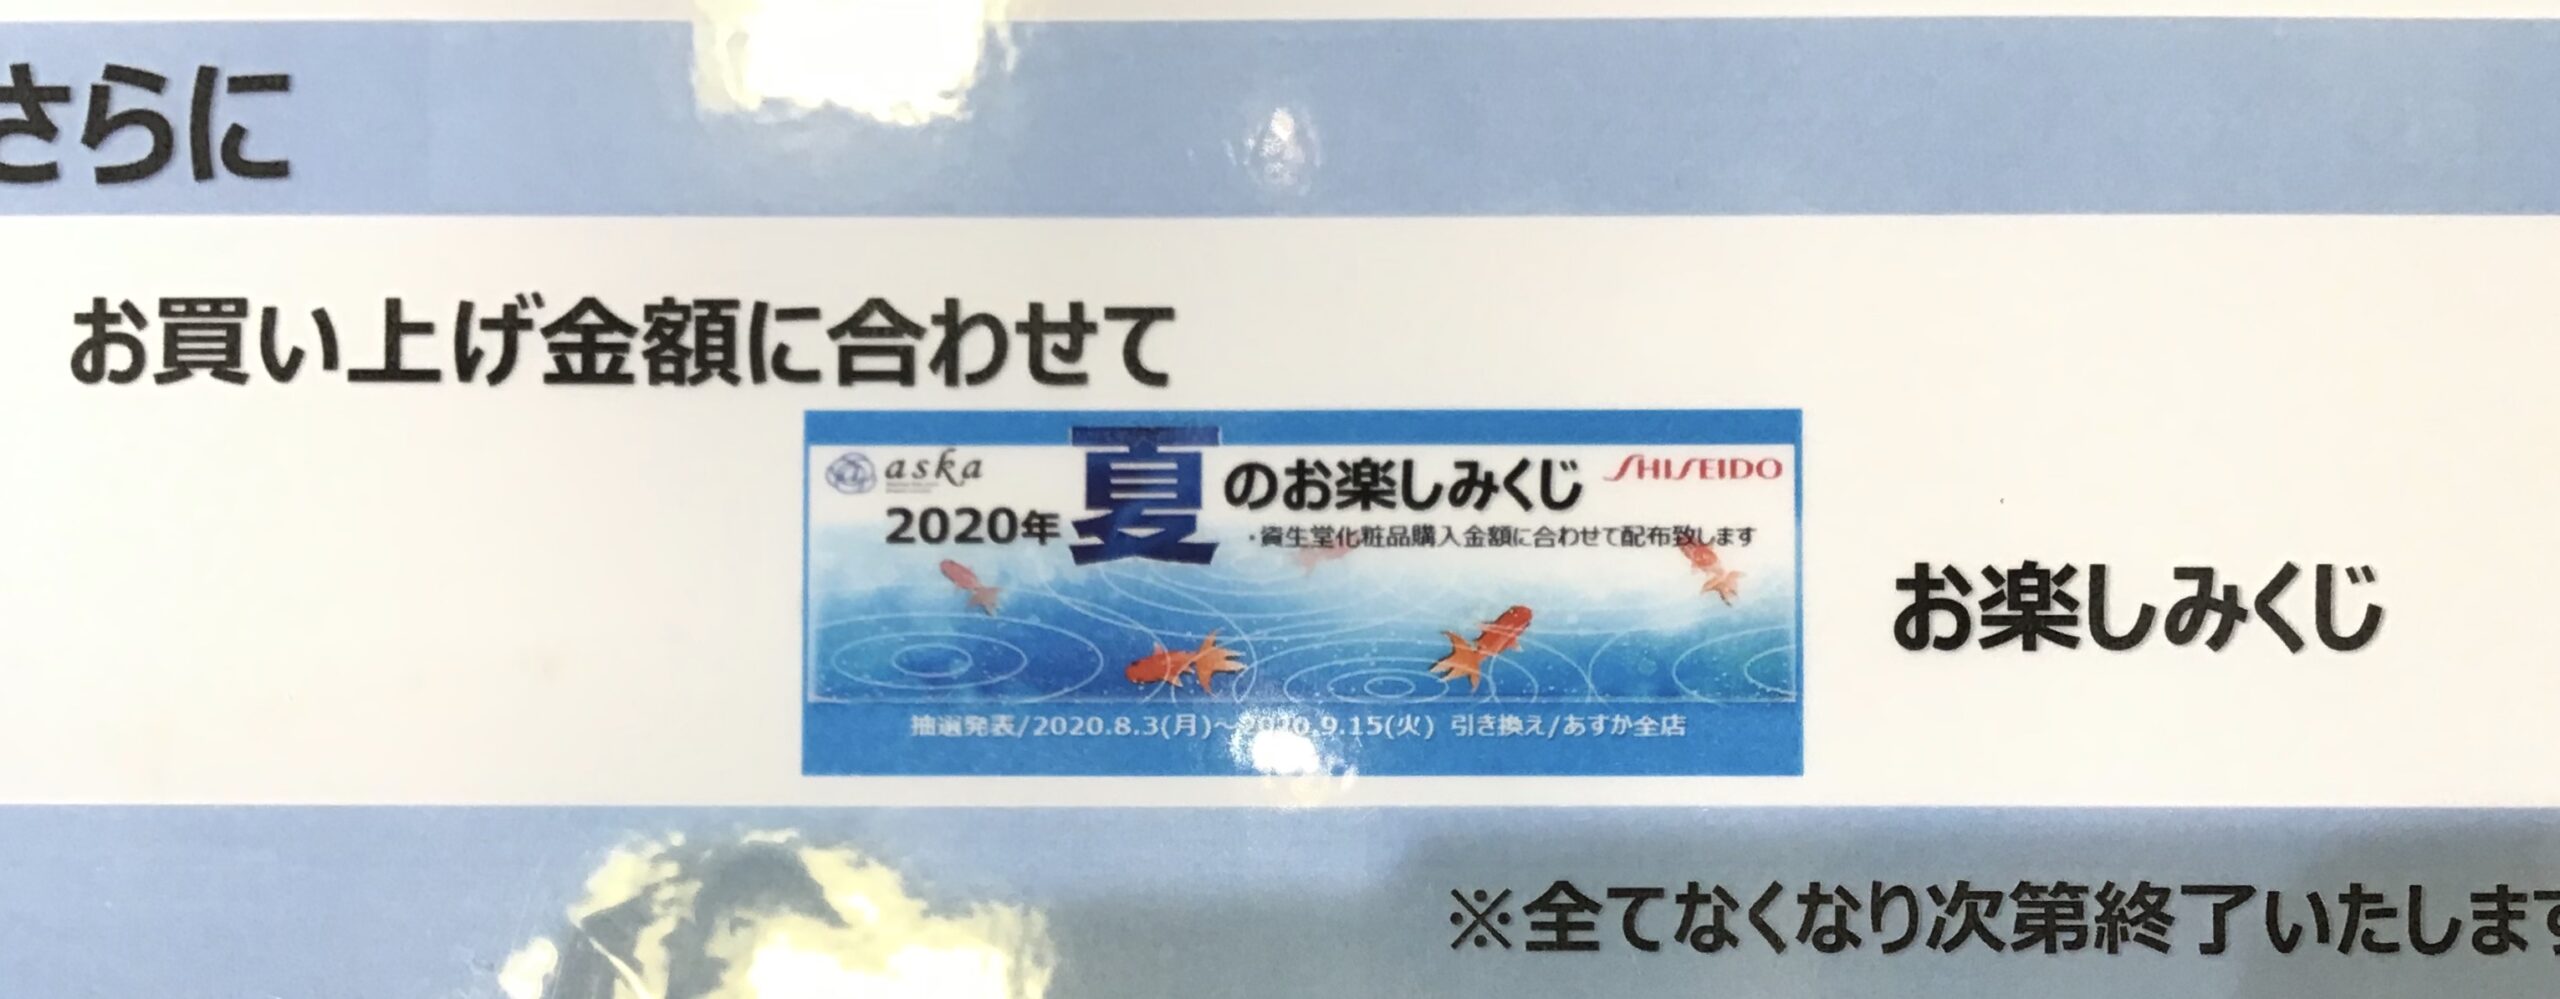 さらに
お買い上げ金額に合わせて
aska
2020年夏のお楽しみくじ
SHISEIDO
・資生堂化粧品購入金額に合わせて配布致します
抽選発表/2020.8.3(月)～2020.9.15(火) 引き換え/あすか全店
お楽しみくじ
※全てなくなり次第終了いたします